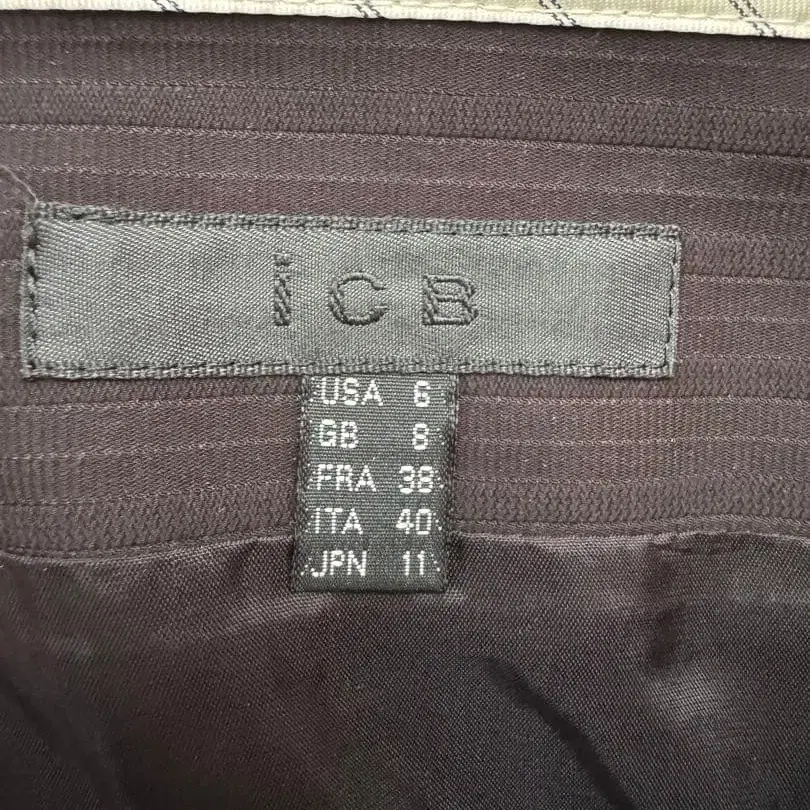 iCB
USA 6
GB 8
FRA 38
ITA 40
JPN 11